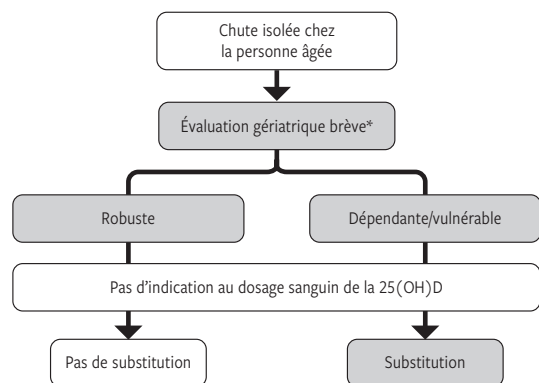 Chute isolée chez
la personne âgée
Évaluation gériatrique brève*
Robuste
Dépendante/vulnérable
Pas d'indication au dosage sanguin de la 25(OH)D
Pas de substitution
Substitution